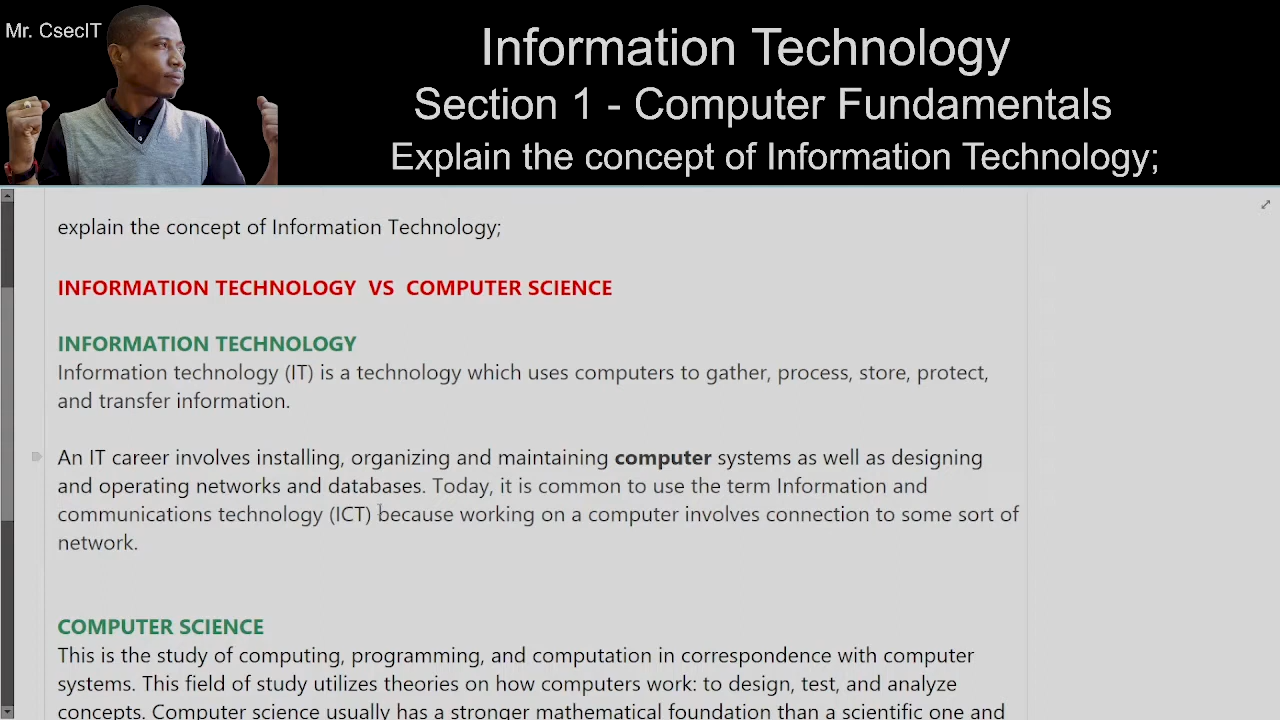 Mr. CsecIT
Information Technology
Section 1 - Computer Fundamentals
Explain the concept of Information Technology;
explain the concept of Information Technology;
INFORMATION TECHNOLOGY VS COMPUTER SCIENCE
INFORMATION TECHNOLOGY
Information technology (IT) is a technology which uses computers to gather, process, store, protect,
and transfer information.
An IT career involves installing, organizing and maintaining computer systems as well as designing
and operating networks and databases. Today, it is common to use the term Information and
communications technology (ICT) because working on a computer involves connection to some sort of
network.
COMPUTER SCIENCE
This is the study of computing, programming, and computation in correspondence with computer
systems. This field of study utilizes theories on how computers work: to design, test, and analyze
concepts. Computer science usually has a stronger mathematical foundation than a scientific one and